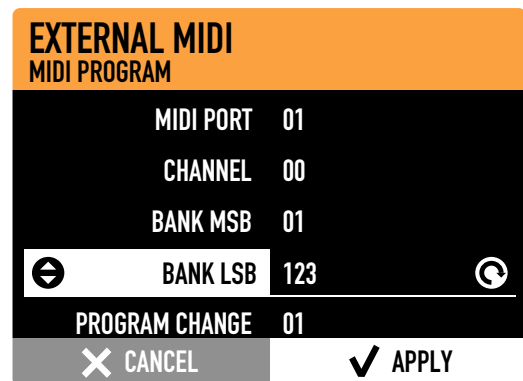 EXTERNAL MIDI
MIDI PROGRAM
MIDI PORT 01
CHANNEL 00
BANK MSB 01
BANK LSB 123
PROGRAM CHANGE 01
CANCEL APPLY